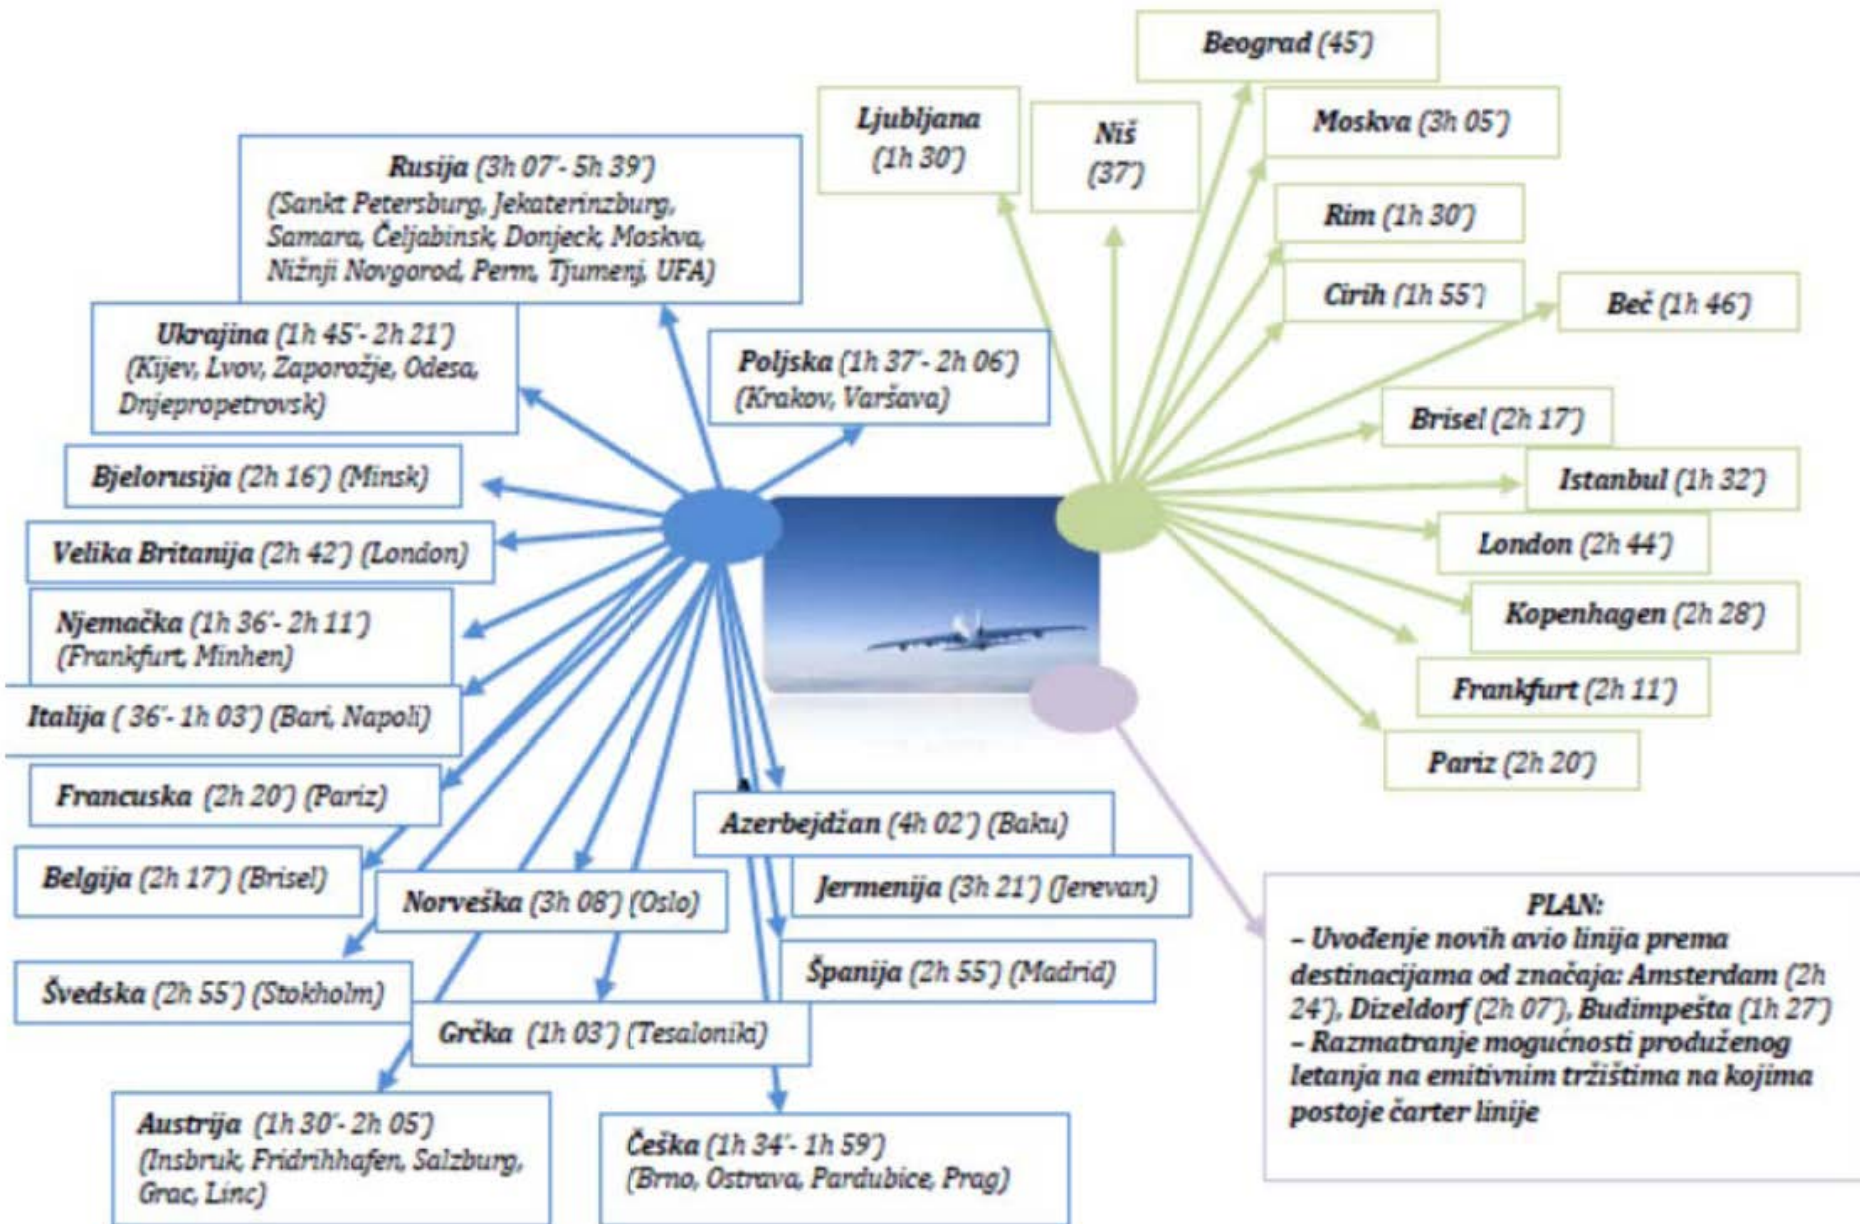 Beograd (45´)
Ljubljana
(1h 30´)
Niš
(37´)
Moskva (3h 05´)
Rim (1h 30´)
Cirih (1h 55´)
Beč (1h 46´)
Brisel (2h 17´)
Istanbul (1h 32´)
London (2h 44´)
Kopenhagen (2h 28´)
Frankfurt (2h 11´)
Pariz (2h 20´)
Rusija (3h 07´- 5h 39´)
(Sankt Petersburg, Jekaterinzburg,
Samara, Čeljabinsk, Donjeck, Moskva,
Nižnji Novgorod, Perm, Tjumenj, UFA)
Ukrajina (1h 45´- 2h 21´)
(Kijev, Lvov, Zaporožje, Odesa,
Dnjepropetrovsk)
Poljska (1h 37´- 2h 06´)
(Krakov, Varšava)
Bjelorusija (2h 16´) (Minsk)
Velika Britanija (2h 42´) (London)
Njemačka (1h 36´- 2h 11´)
(Frankfurt, Minhen)
Italija ( 36´- 1h 03´) (Bari, Napoli)
Francuska (2h 20´) (Pariz)
Belgija (2h 17´) (Brisel)
Švedska (2h 55´) (Stokholm)
Norveška (3h 08´) (Oslo)
Grčka (1h 03´) (Tesaloniki)
Austrija (1h 30´- 2h 05´)
(Insbruk, Fridrihhafen, Salzburg,
Grac, Linc)
Azerbejdžan (4h 02´) (Baku)
Jermenija (3h 21´) (Jerevan)
Španija (2h 55´) (Madrid)
Češka (1h 34´- 1h 59´)
(Brno, Ostrava, Pardubice, Prag)
PLAN:
– Uvođenje novih avio linija prema
destinacijama od značaja: Amsterdam (2h
24´), Dizeldorf (2h 07´), Budimpešta (1h 27´)
– Razmatranje mogućnosti produženog
letanja na emitivnim tržištima na kojima
postoje čarter linije